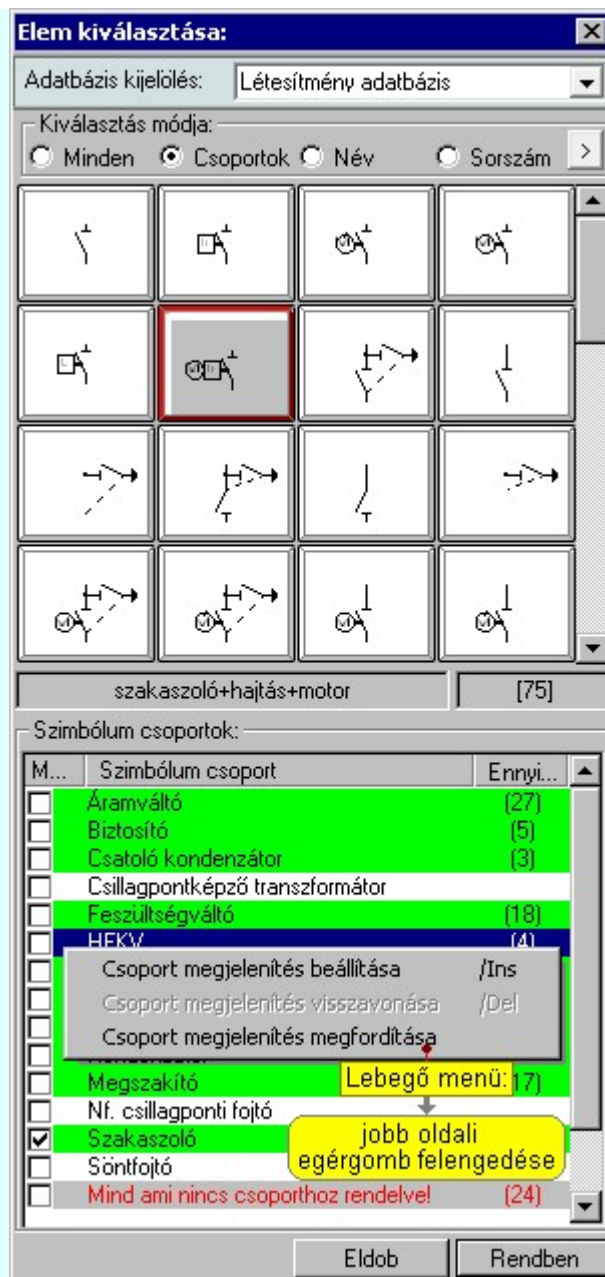 Elem kiválasztása:
Adatbázis kijelölés: Létesítmény adatbázis
Kiválasztás módja:
Minden Csoportok Név Sorszám >
szakaszoló+hajtás+motor [75]
Szimbólum csoportok:
M... Szimbólum csoport Ennyi...
Áramváltó (27)
Biztosító (5)
Csatoló kondenzátor (3)
Csillagpontképző transzformátor
Feszültségváltó (18)
HFKV (4)
Csoport megjelenítés beállítása /Ins
Csoport megjelenítés visszavonása /Del
Csoport megjelenítés megfordítása
Megszakító 17)
Lebegő menü:
Nf. csillagponti fojtó
Szakaszoló
jobb oldali
egérgomb felengedése
Söntfojtó
Mind ami nincs csoporthoz rendelve! (24)
Eldob Rendben